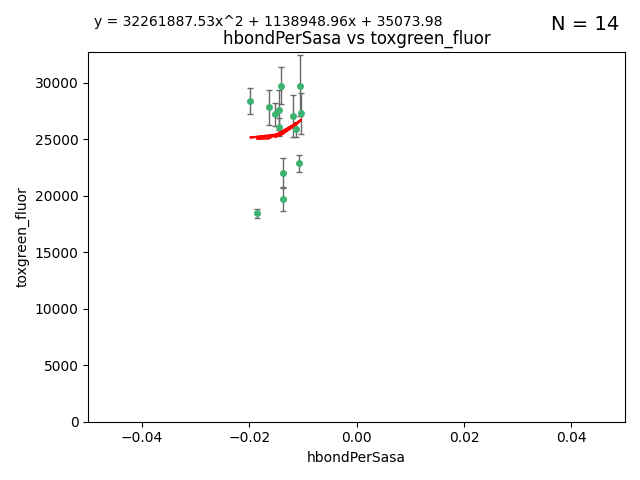 y = 32261887.53x^2 + 1138948.96x + 35073.98
N = 14
hbondPerSasa vs toxgreen_fluor
30000
25000
20000
15000
10000
5000
0
toxgreen_fluor
−0.04
−0.02
0.00
0.02
0.04
hbondPerSasa